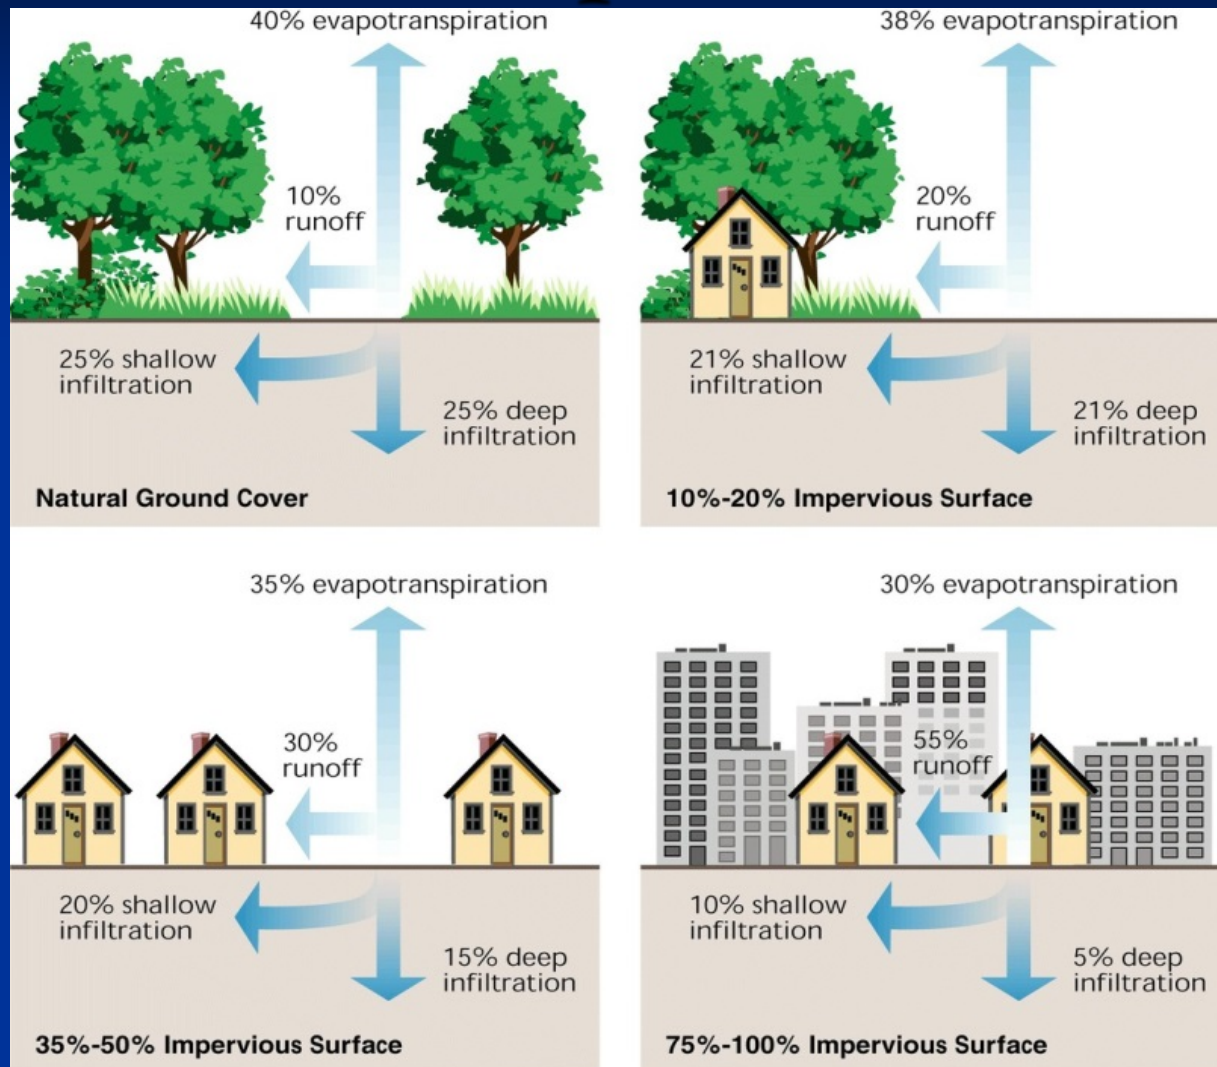 40% evapotranspiration
10%
runoff
25% shallow
infiltration
25% deep
infiltration
Natural Ground Cover
38% evapotranspiration
20%
runoff
21% shallow
infiltration
21% deep
infiltration
10%-20% Impervious Surface
35% evapotranspiration
30%
runoff
20% shallow
infiltration
15% deep
infiltration
35%-50% Impervious Surface
30% evapotranspiration
55%
runoff
10% shallow
infiltration
5% deep
infiltration
75%-100% Impervious Surface